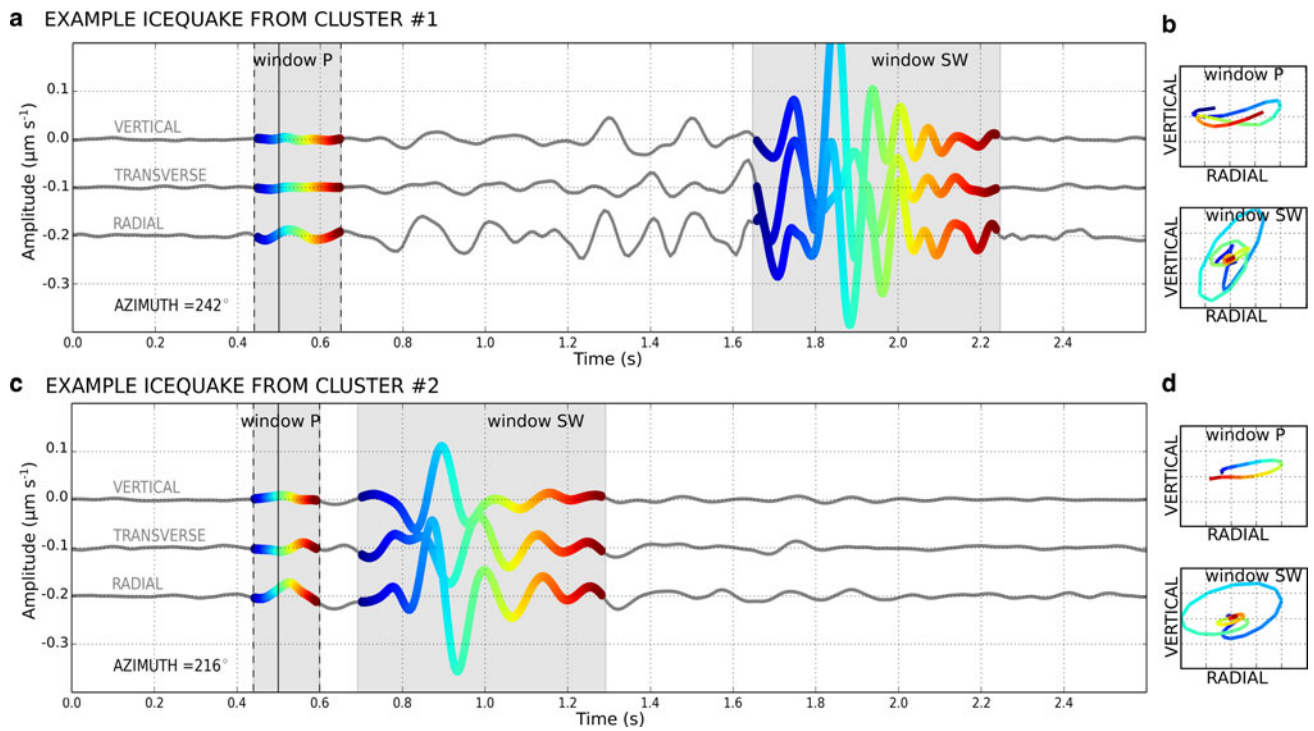 a EXAMPLE ICEQUAKE FROM CLUSTER #1
window P
window SW
Amplitude (µm s⁻¹)
0.1
0.0
-0.1
-0.2
-0.3
VERTICAL
TRANSVERSE
RADIAL
AZIMUTH =242°
0.0 0.2 0.4 0.6 0.8 1.0 1.2 1.4 1.6 1.8 2.0 2.2 2.4
Time (s)
b
window P
VERTICAL
RADIAL
window SW
VERTICAL
RADIAL
c EXAMPLE ICEQUAKE FROM CLUSTER #2
window P
window SW
Amplitude (µm s⁻¹)
0.1
0.0
-0.1
-0.2
-0.3
VERTICAL
TRANSVERSE
RADIAL
AZIMUTH =216°
0.0 0.2 0.4 0.6 0.8 1.0 1.2 1.4 1.6 1.8 2.0 2.2 2.4
Time (s)
d
window P
VERTICAL
RADIAL
window SW
VERTICAL
RADIAL